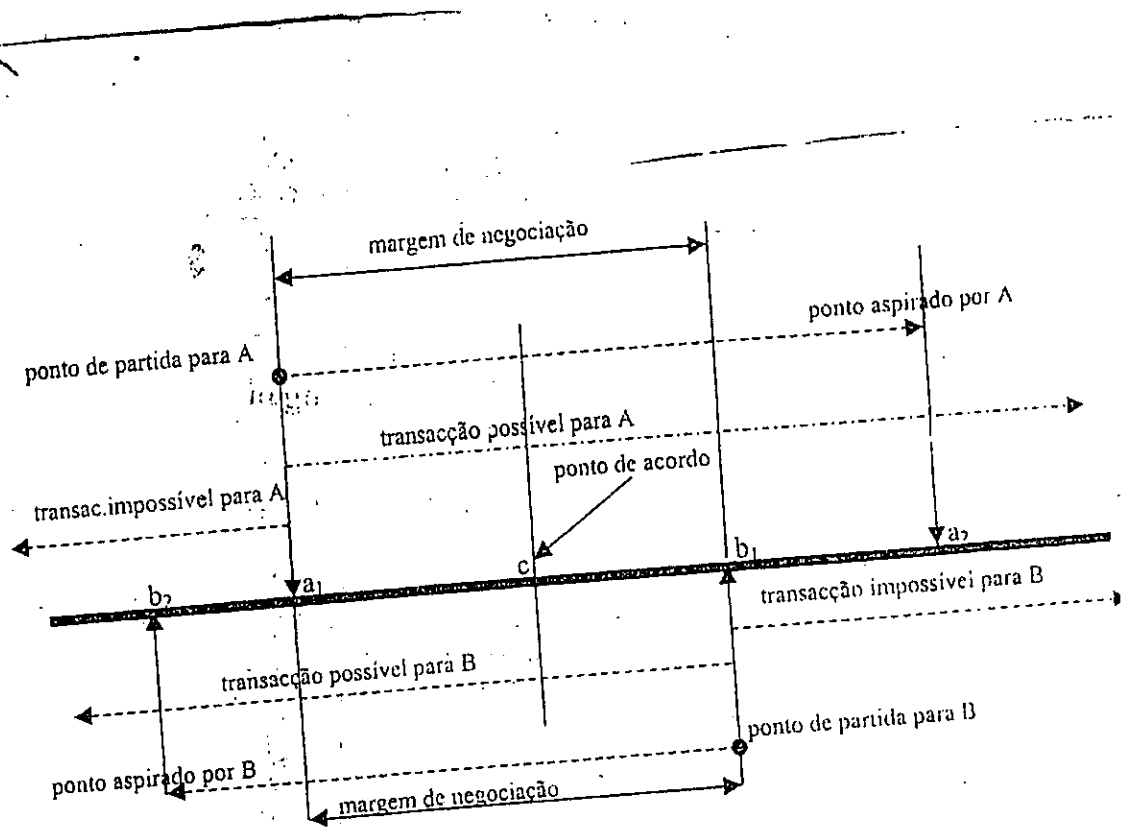 margem de negociação
ponto aspirado por A
ponto de partida para A
transacção possível para A
ponto de acordo
transac.impossível para A
b₂
a₁
c
b₁
a₂
transacção impossível para B
transacção possível para B
ponto de partida para B
ponto aspirado por B
margem de negociação